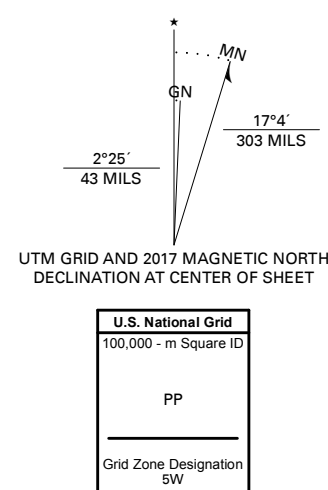 ★
MN
GN
17°4´
303 MILS
2°25´
43 MILS
UTM GRID AND 2017 MAGNETIC NORTH
DECLINATION AT CENTER OF SHEET
U.S. National Grid
100,000 - m Square ID
PP
Grid Zone Designation
5W